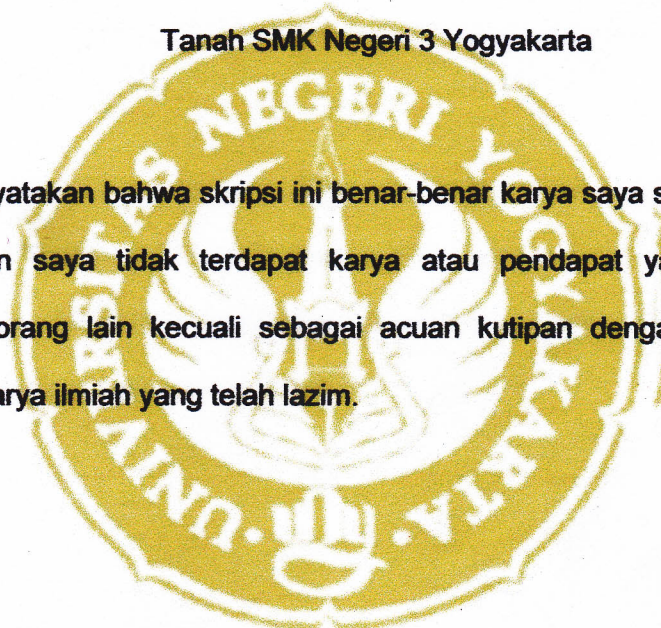 Tanah SMK Negeri 3 Yogyakarta
UNIVERSITAS NEGERI YOGYAKARTA
yatakan bahwa skripsi ini benar-benar karya saya s
n saya tidak terdapat karya atau pendapat ya
orang lain kecuali sebagai acuan kutipan denga
arya ilmiah yang telah lazim.